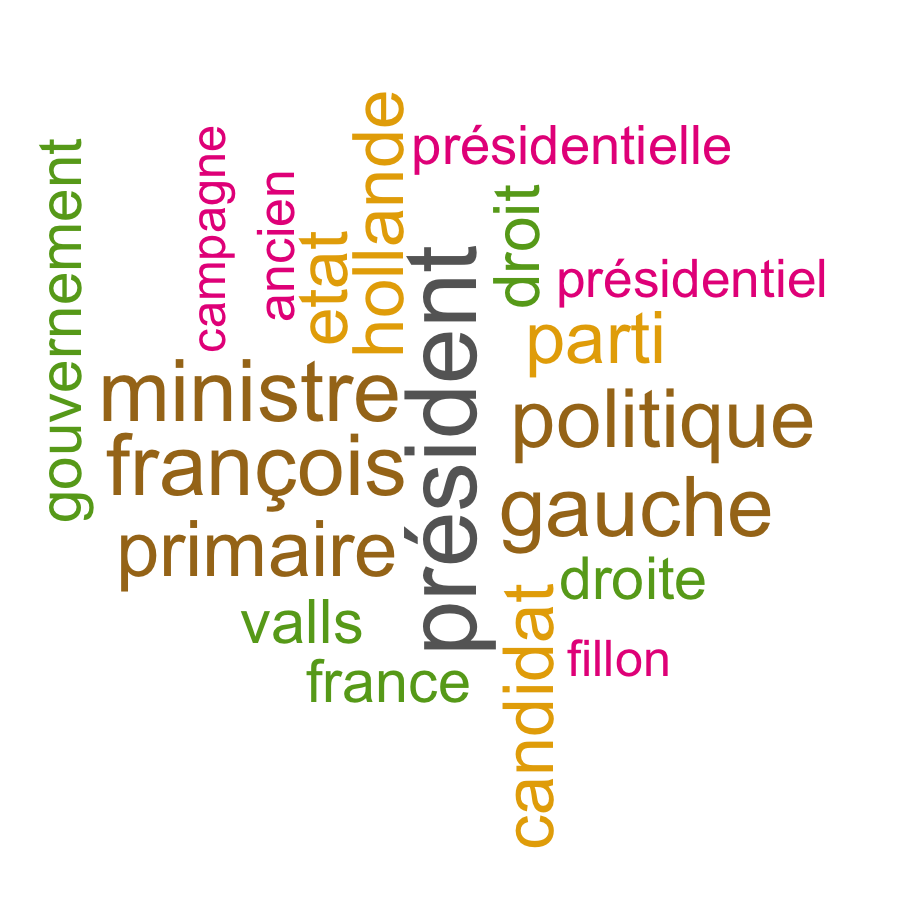 gouvernement
campagne
ancien
etat
hollande
présidentielle
droit
présidentiel
parti
président
ministre
politique
françois
gauche
primaire
droite
valls
candidat
fillon
france